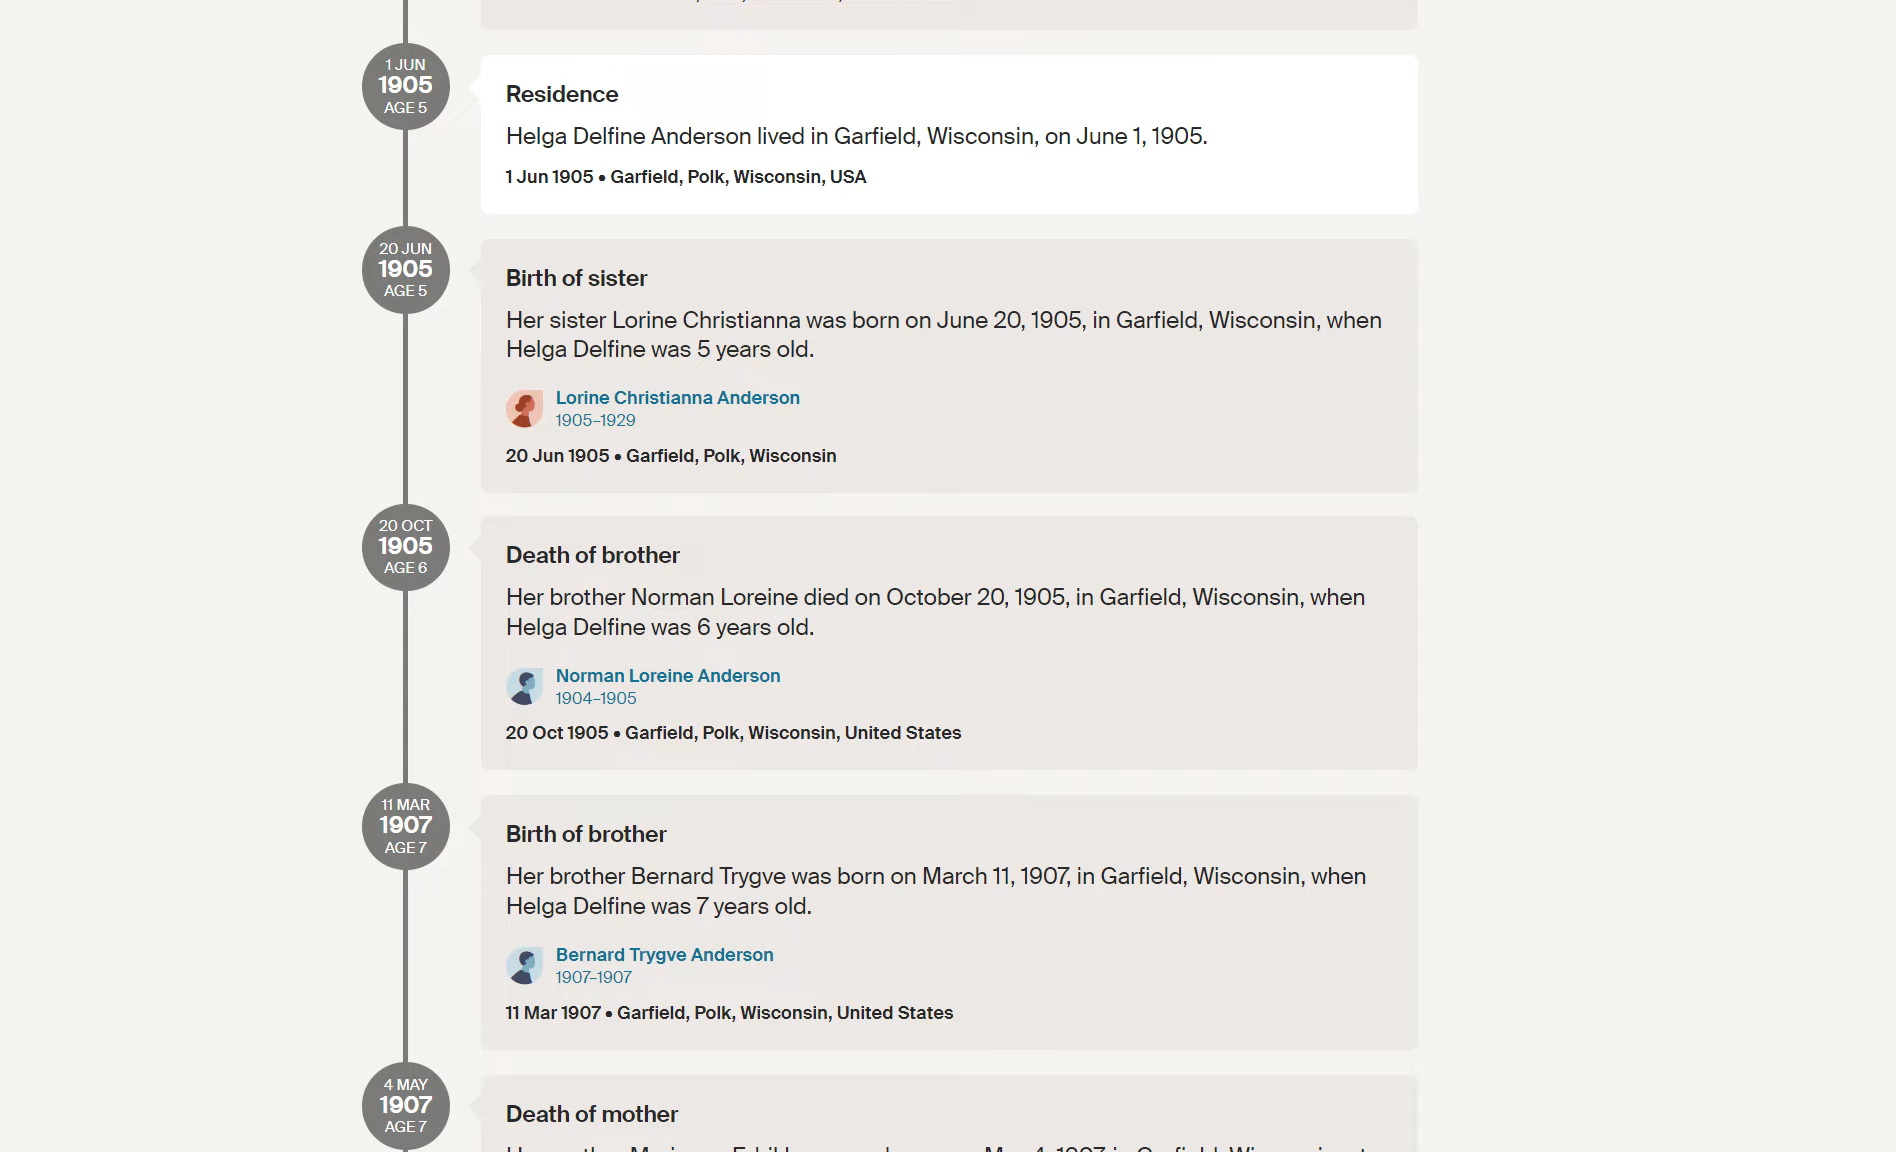 1 JUN
1905
AGE 5
Residence
Helga Delfine Anderson lived in Garfield, Wisconsin, on June 1, 1905.
1 Jun 1905 • Garfield, Polk, Wisconsin, USA
20 JUN
1905
AGE 5
Birth of sister
Her sister Lorine Christianna was born on June 20, 1905, in Garfield, Wisconsin, when
Helga Delfine was 5 years old.
Lorine Christianna Anderson
1905–1929
20 Jun 1905 • Garfield, Polk, Wisconsin
20 OCT
1905
AGE 6
Death of brother
Her brother Norman Loreine died on October 20, 1905, in Garfield, Wisconsin, when
Helga Delfine was 6 years old.
Norman Loreine Anderson
1904–1905
20 Oct 1905 • Garfield, Polk, Wisconsin, United States
11 MAR
1907
AGE 7
Birth of brother
Her brother Bernard Trygve was born on March 11, 1907, in Garfield, Wisconsin, when
Helga Delfine was 7 years old.
Bernard Trygve Anderson
1907–1907
11 Mar 1907 • Garfield, Polk, Wisconsin, United States
4 MAY
1907
AGE 7
Death of mother